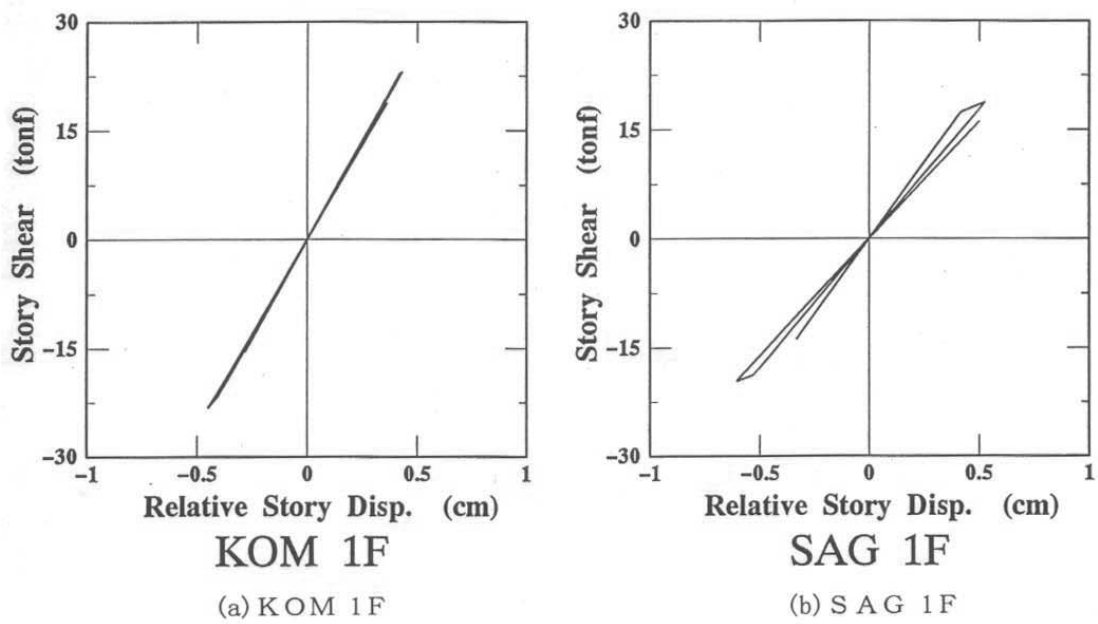 30
15
0
-15
-30
Story Shear (tonf)
-1 -0.5 0 0.5 1
Relative Story Disp. (cm)
KOM 1F
(a) KOM 1F
30
15
0
-15
-30
Story Shear (tonf)
-1 -0.5 0 0.5 1
Relative Story Disp. (cm)
SAG 1F
(b) SAG 1F